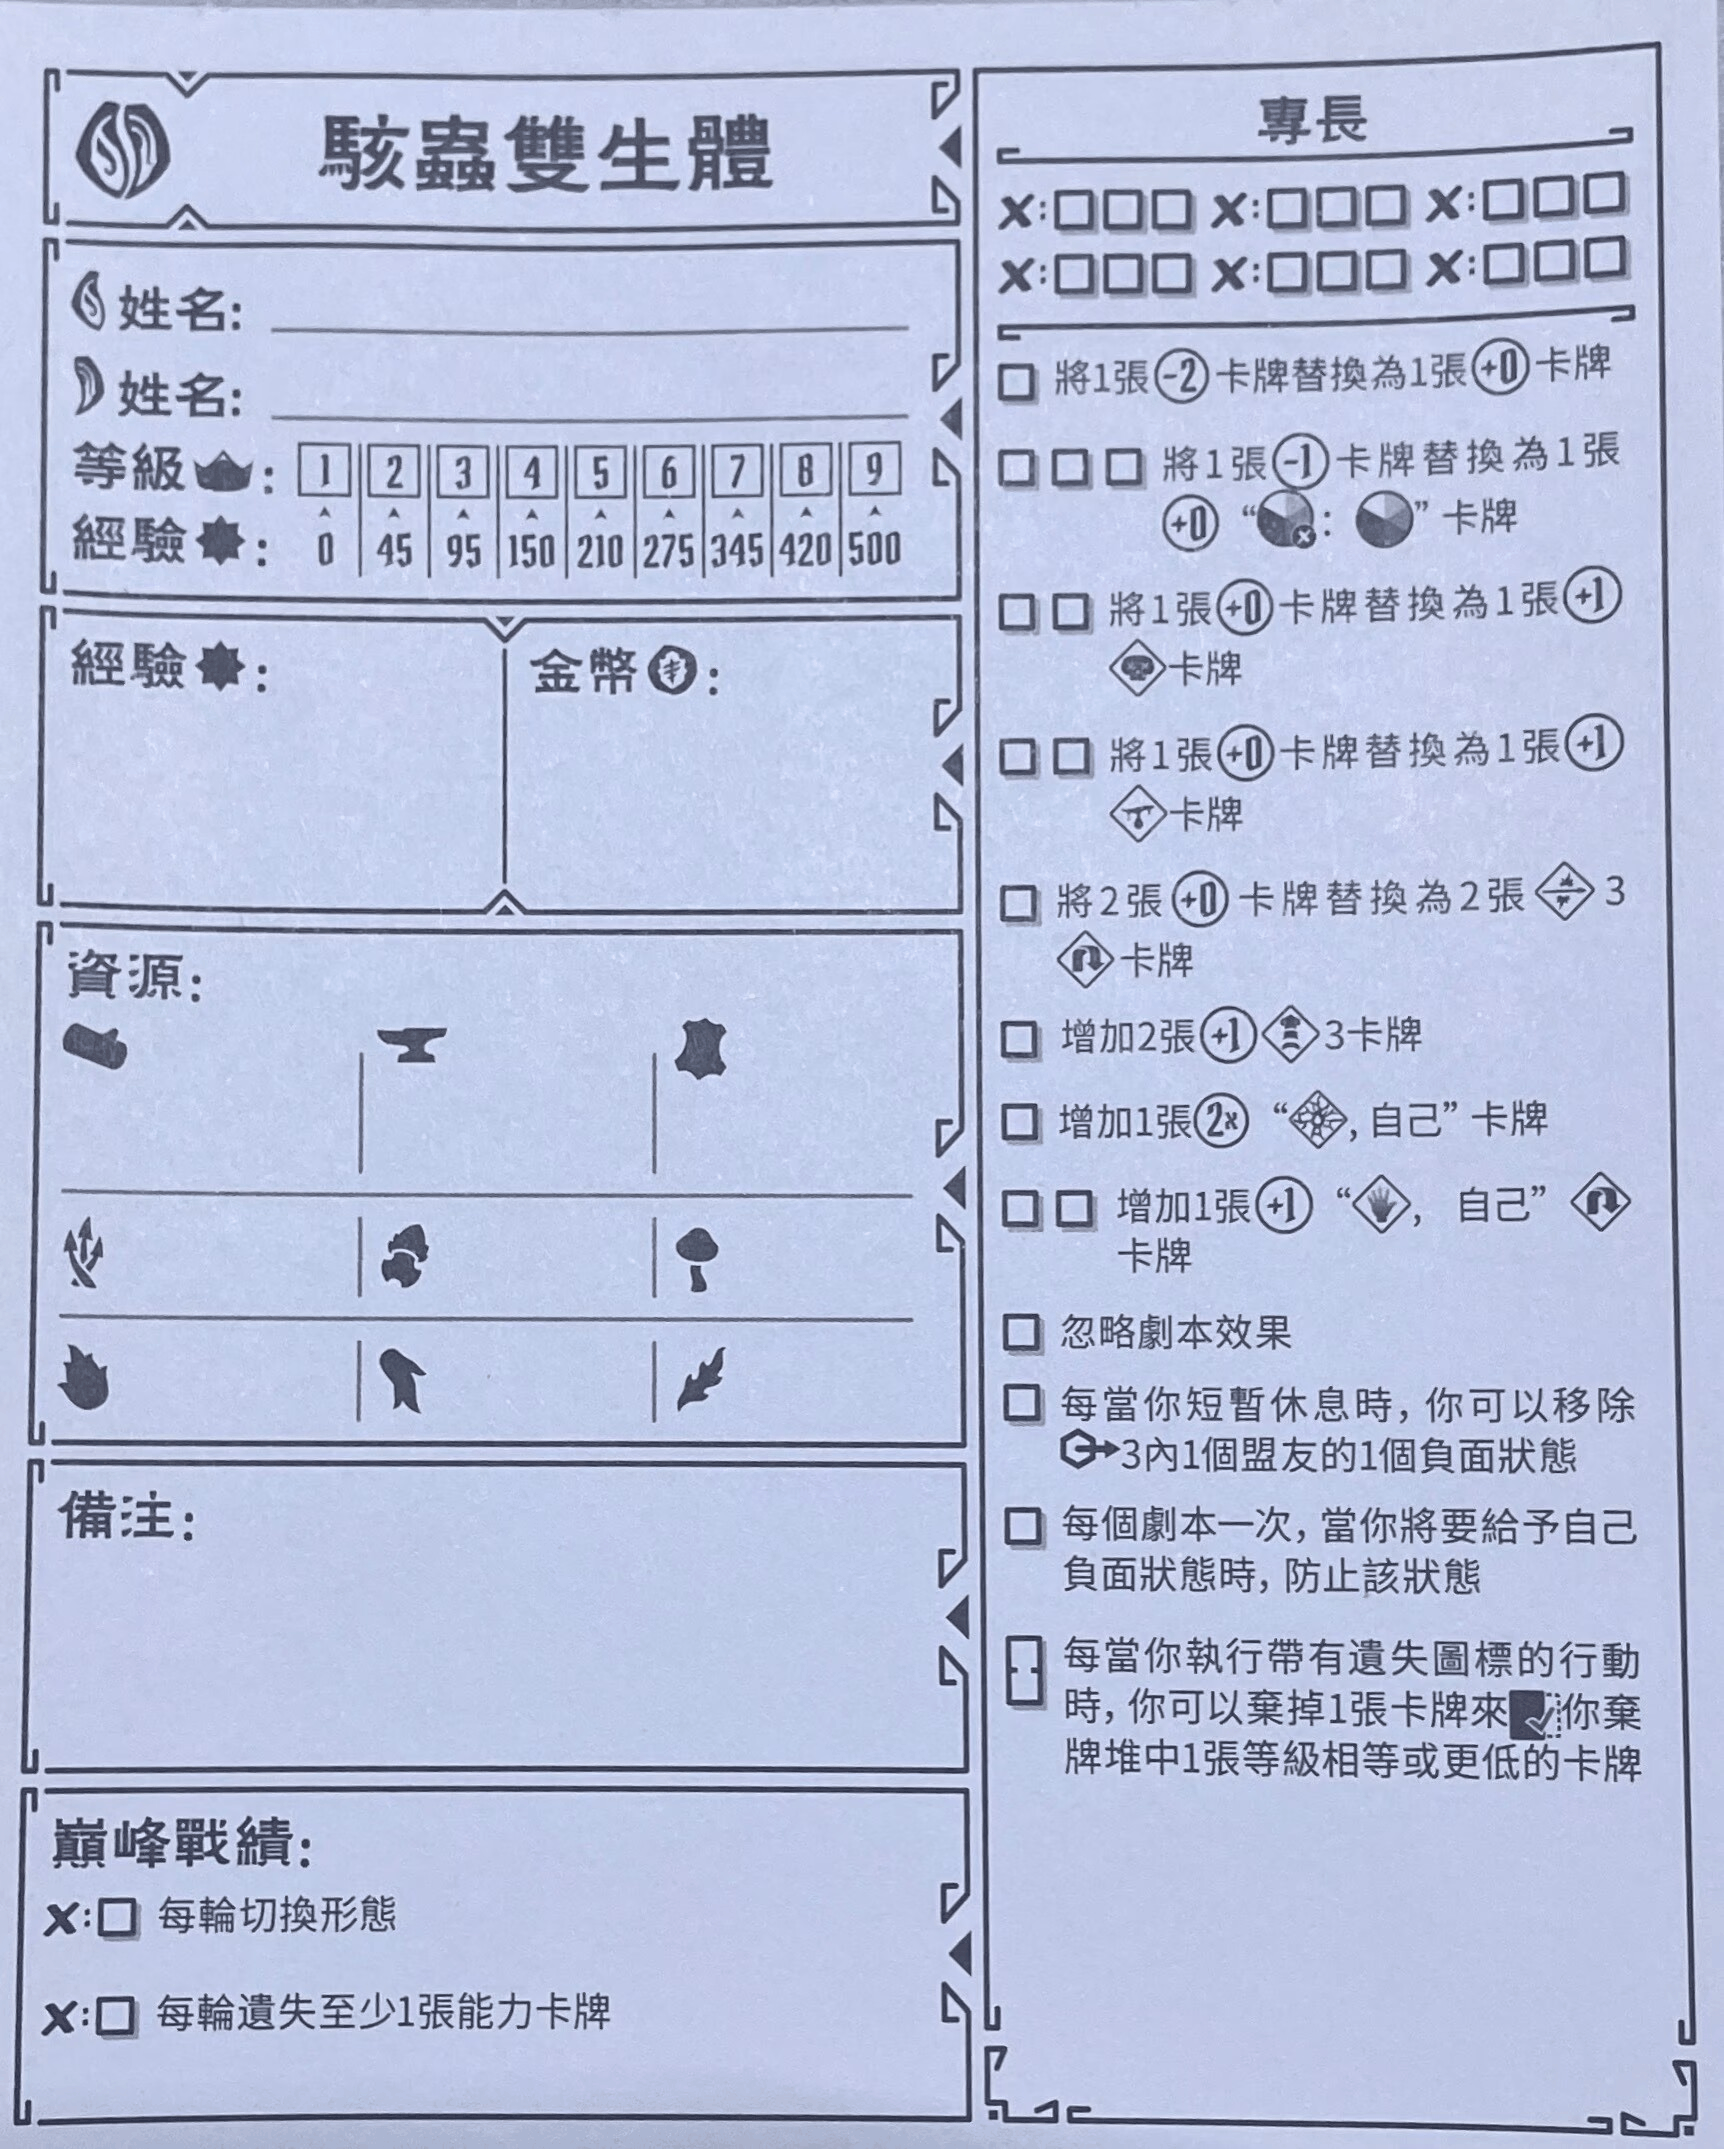 駭蟲雙生體
姓名:
姓名:
等級:
1 2 3 4 5 6 7 8 9
經驗:
0 45 95 150 210 275 345 420 500
經驗:
金幣:
資源:
備注:
巔峰戰績:
x:□ 每輪切換形態
x:□ 每輪遺失至少1張能力卡牌
專長
x:□□□ x:□□□ x:□□□
x:□□□ x:□□□ x:□□□
□ 將1張-2卡牌替換為1張+0卡牌
□□□ 將1張-1卡牌替換為1張
+0 “ : ” 卡牌
□□ 將1張+0卡牌替換為1張+1
卡牌
□□ 將1張+0卡牌替換為1張+1
卡牌
□ 將2張+0卡牌替換為2張 3
卡牌
□ 增加2張+1 3卡牌
□ 增加1張2x “ , 自己” 卡牌
□□ 增加1張+1 “ , 自己”
卡牌
□ 忽略劇本效果
□ 每當你短暫休息時, 你可以移除
3內1個盟友的1個負面狀態
□ 每個劇本一次, 當你將要給予自己
負面狀態時, 防止該狀態
每當你執行帶有遺失圖標的行動
時, 你可以棄掉1張卡牌來 你棄
牌堆中1張等級相等或更低的卡牌